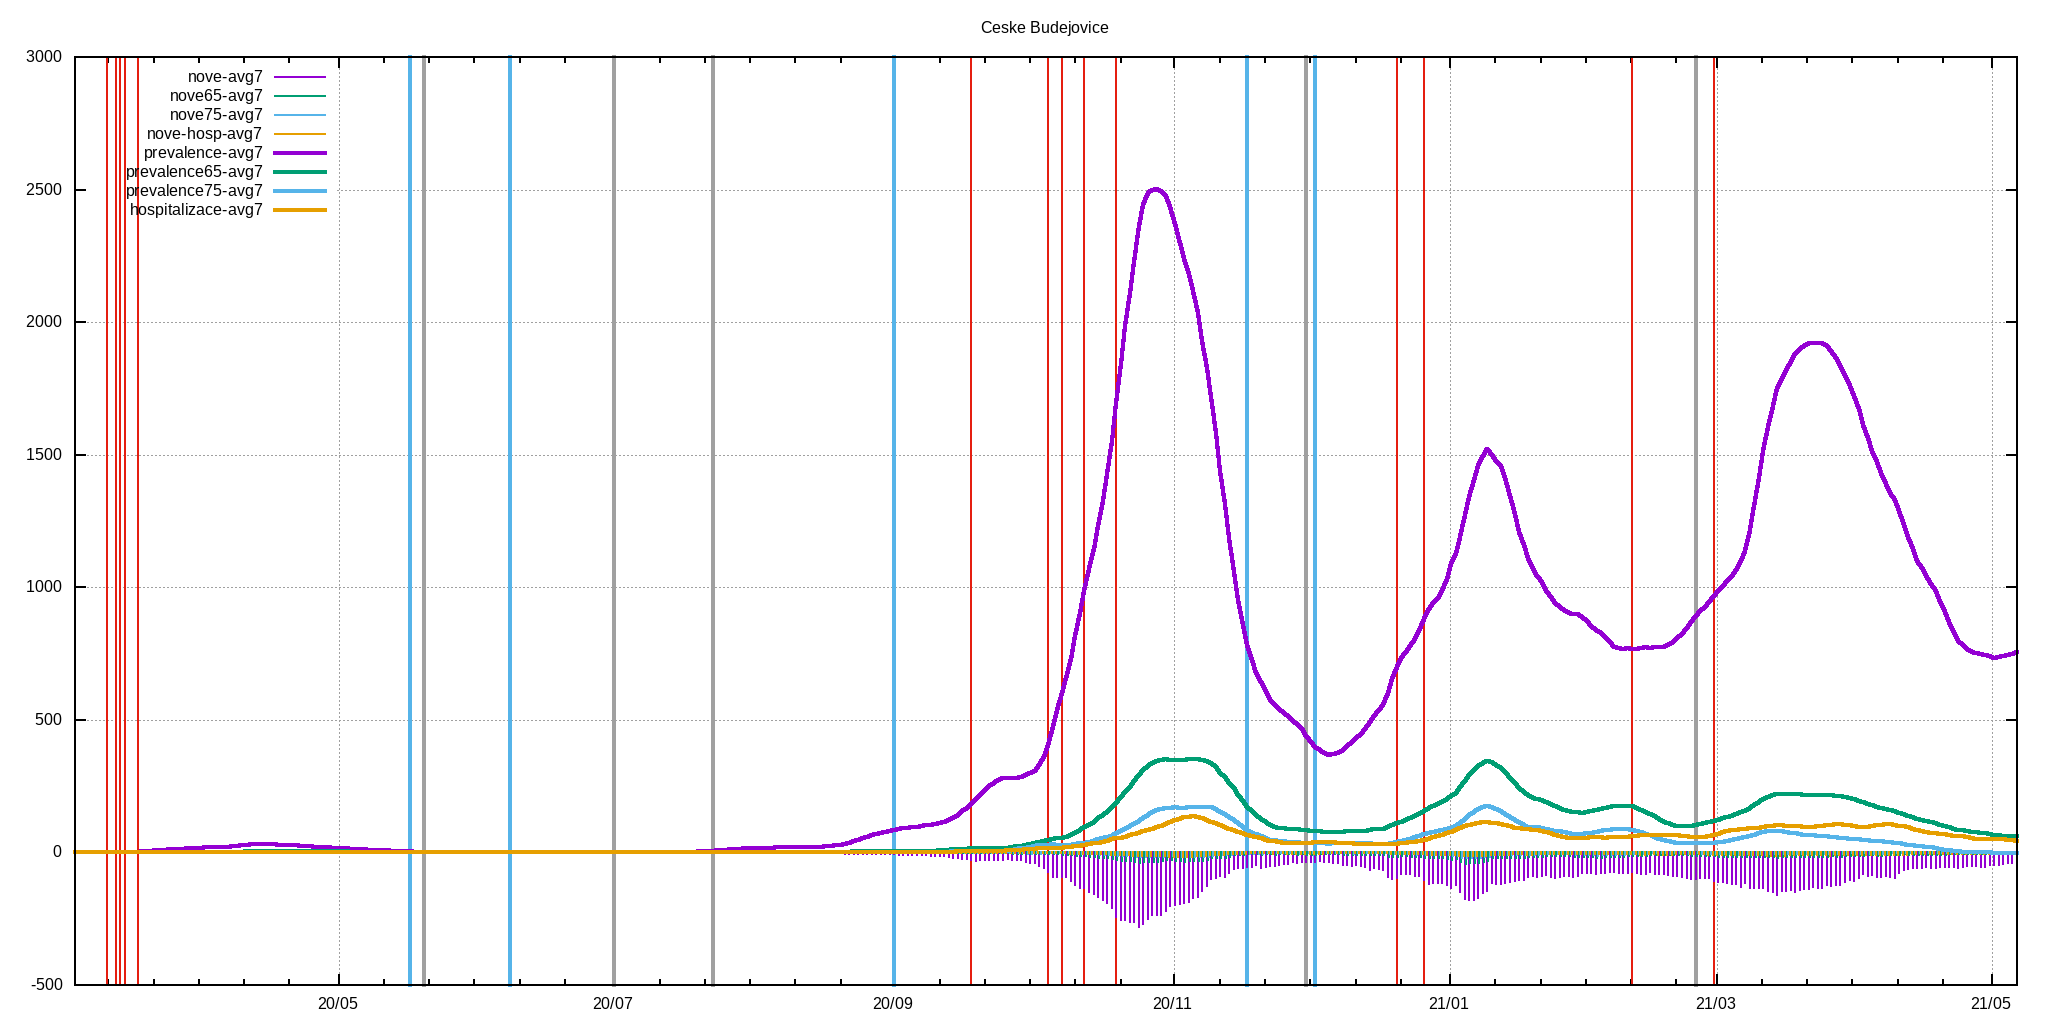 Ceske Budejovice
3000
2500
2000
1500
1000
500
0
-500
nove-avg7
nove65-avg7
nove75-avg7
nove-hosp-avg7
prevalence-avg7
prevalence65-avg7
prevalence75-avg7
hospitalizace-avg7
20/05
20/07
20/09
20/11
21/01
21/03
21/05